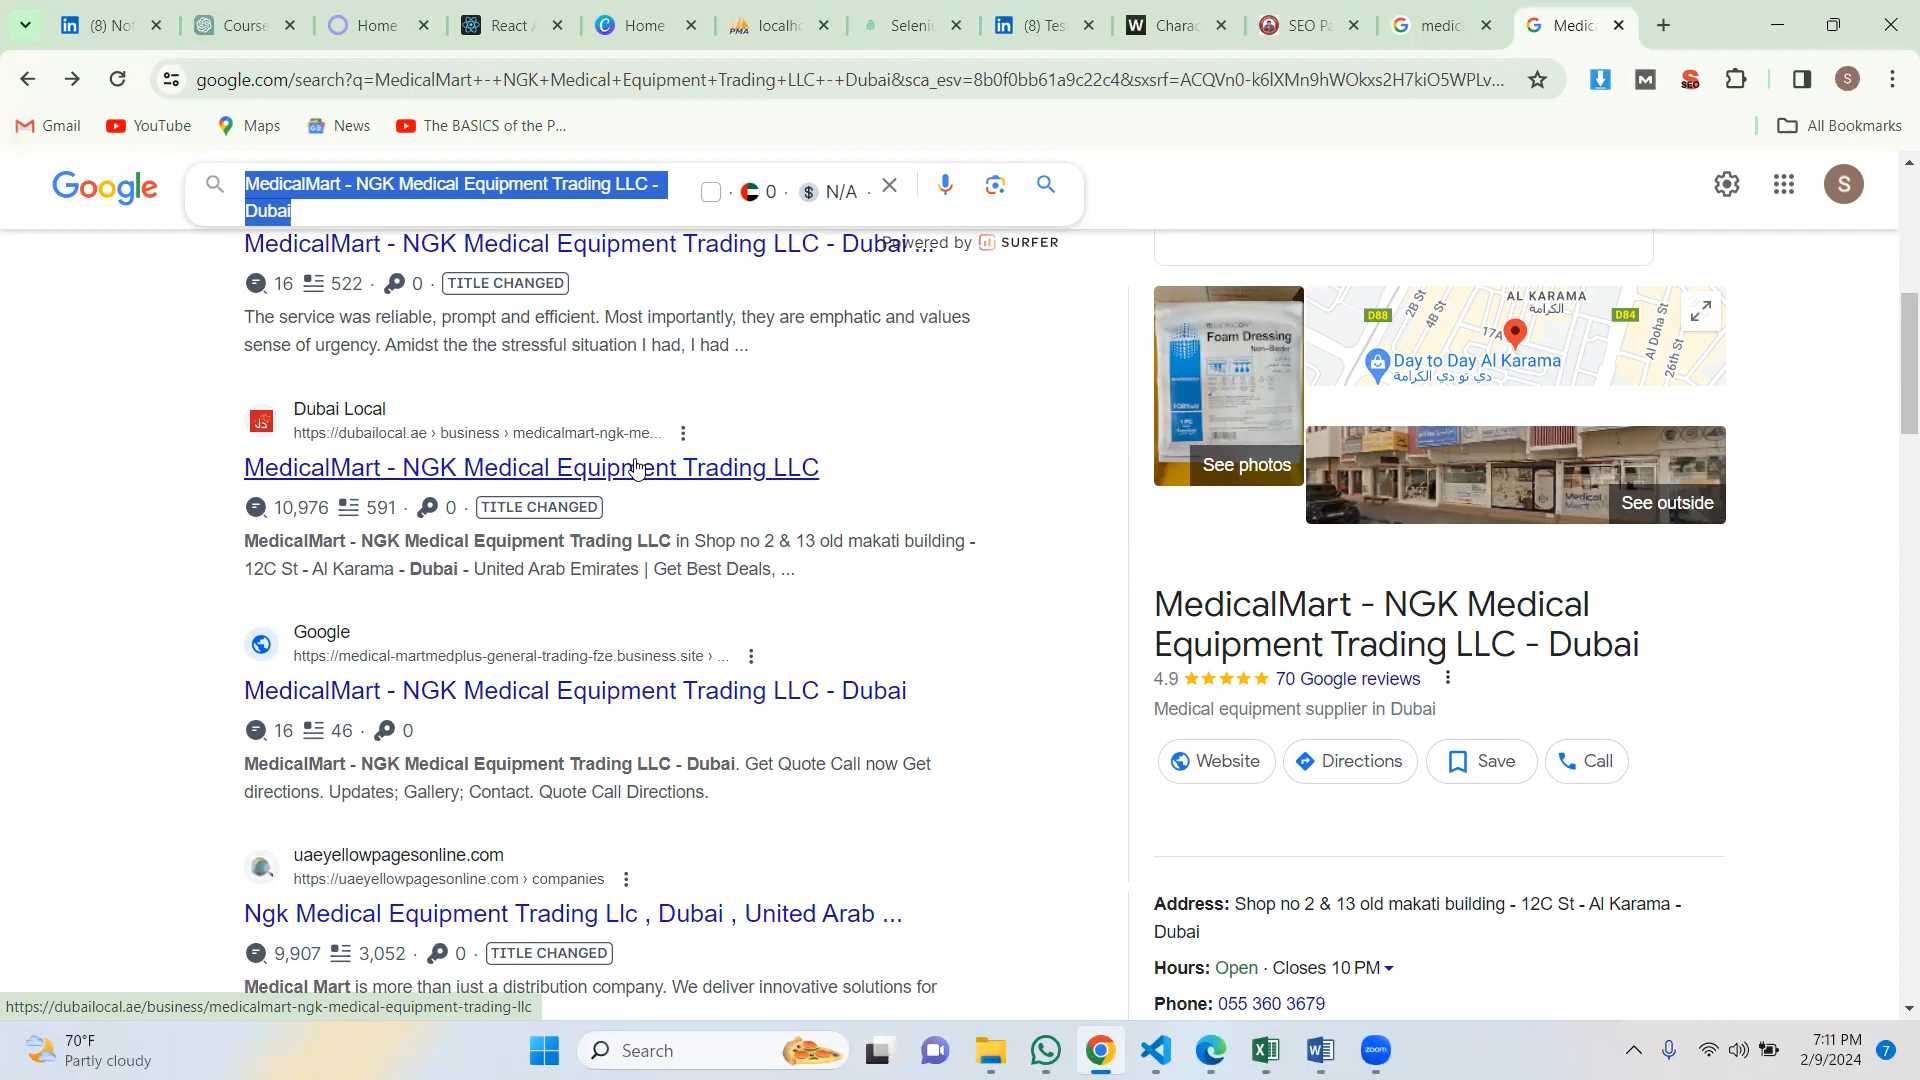 (8) Not
Course
Home
React A
Home
localho
Seleniu
(8) Tes
Charac
SEO Pa
medica
Medica
google.com/search?q=MedicalMart+-+NGK+Medical+Equipment+Trading+LLC+-+Dubai&sca_esv=8b0f0bb61a9c22c4&sxsrf=ACQVn0-k6lXMn9hWOkxs2H7kiO5WPLv...
SEO
S
Gmail
YouTube
Maps
News
The BASICS of the P...
All Bookmarks
Google
MedicalMart - NGK Medical Equipment Trading LLC -
Dubai
0 · $ N/A ·
S
MedicalMart - NGK Medical Equipment Trading LLC - Dubai ...
Powered by SURFER
16 522 · 0 · TITLE CHANGED
The service was reliable, prompt and efficient. Most importantly, they are emphatic and values
sense of urgency. Amidst the the stressful situation I had, I had ...
Dubai Local
https://dubailocal.ae › business › medicalmart-ngk-me...
MedicalMart - NGK Medical Equipment Trading LLC
10,976 591 · 0 · TITLE CHANGED
MedicalMart - NGK Medical Equipment Trading LLC in Shop no 2 & 13 old makati building -
12C St - Al Karama - Dubai - United Arab Emirates | Get Best Deals, ...
Google
https://medical-martmedplus-general-trading-fze.business.site › ...
MedicalMart - NGK Medical Equipment Trading LLC - Dubai
16 46 · 0
MedicalMart - NGK Medical Equipment Trading LLC - Dubai. Get Quote Call now Get
directions. Updates; Gallery; Contact. Quote Call Directions.
uaeyellowpagesonline.com
https://uaeyellowpagesonline.com › companies
Ngk Medical Equipment Trading Llc , Dubai , United Arab ...
9,907 3,052 · 0 · TITLE CHANGED
Medical Mart is more than just a distribution company. We deliver innovative solutions for
https://dubailocal.ae/business/medicalmart-ngk-medical-equipment-trading-llc
Foam Dressing
See photos
AL KARAMA
الكرامة
2B St
4B St
D88
17A
D84
Al Doha St
26th St
Day to Day Al Karama
دي تو دي الكرامة
See outside
MedicalMart - NGK Medical
Equipment Trading LLC - Dubai
4.9 70 Google reviews
Medical equipment supplier in Dubai
Website
Directions
Save
Call
Address: Shop no 2 & 13 old makati building - 12C St - Al Karama -
Dubai
Hours: Open · Closes 10 PM
Phone: 055 360 3679
70°F
Partly cloudy
Search
zoom
7:11 PM
2/9/2024
7